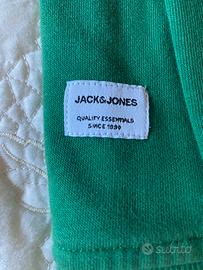 JACK&JONES
QUALITY ESSENTIALS
SINCE 1990
subito